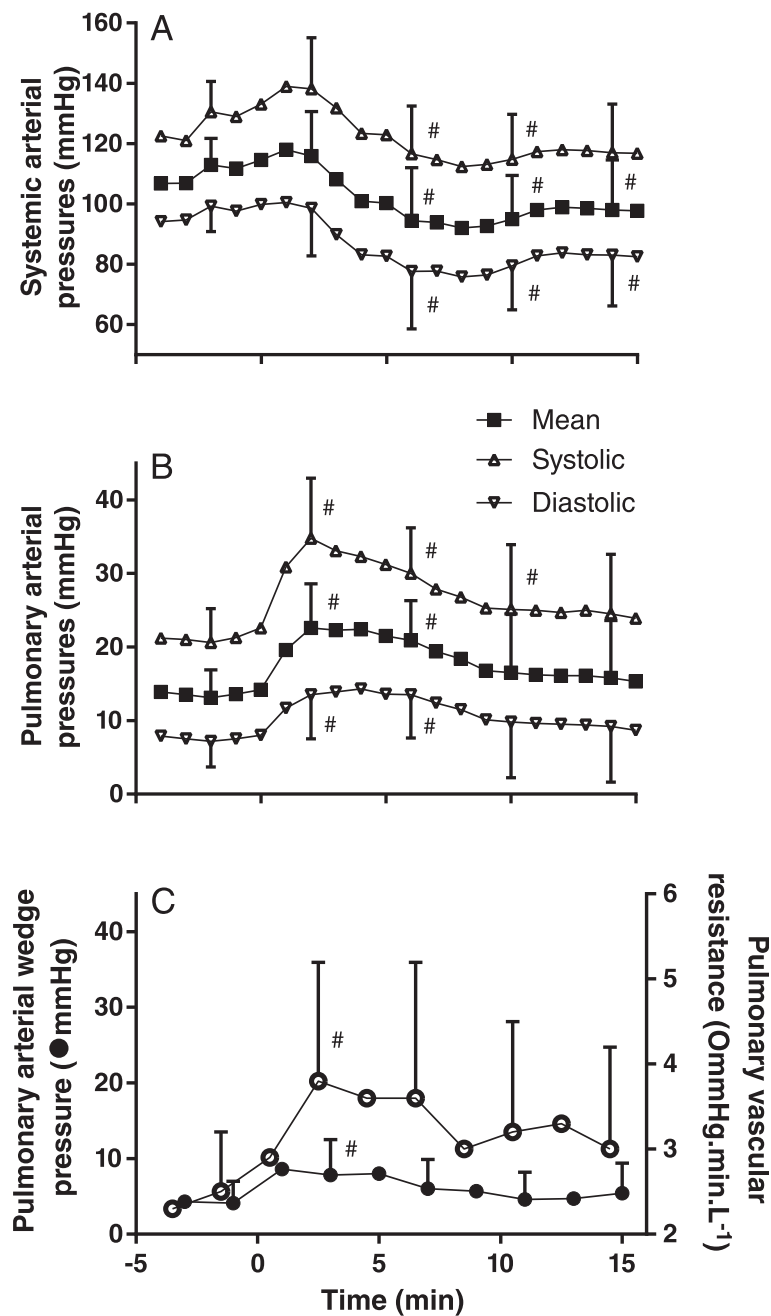 A
Systemic arterial
pressures (mmHg)
160
140
120
100
80
60
#
#
#
#
#
#
#
#
Mean
Systolic
Diastolic
B
Pulmonary arterial
pressures (mmHg)
40
30
20
10
0
#
#
#
#
#
#
#
C
Pulmonary arterial wedge
pressure (●mmHg)
40
30
20
10
0
#
#
6
5
4
3
2
Pulmonary vascular
resistance (OmmHg.min.L-1)
-5
0
5
10
15
Time (min)